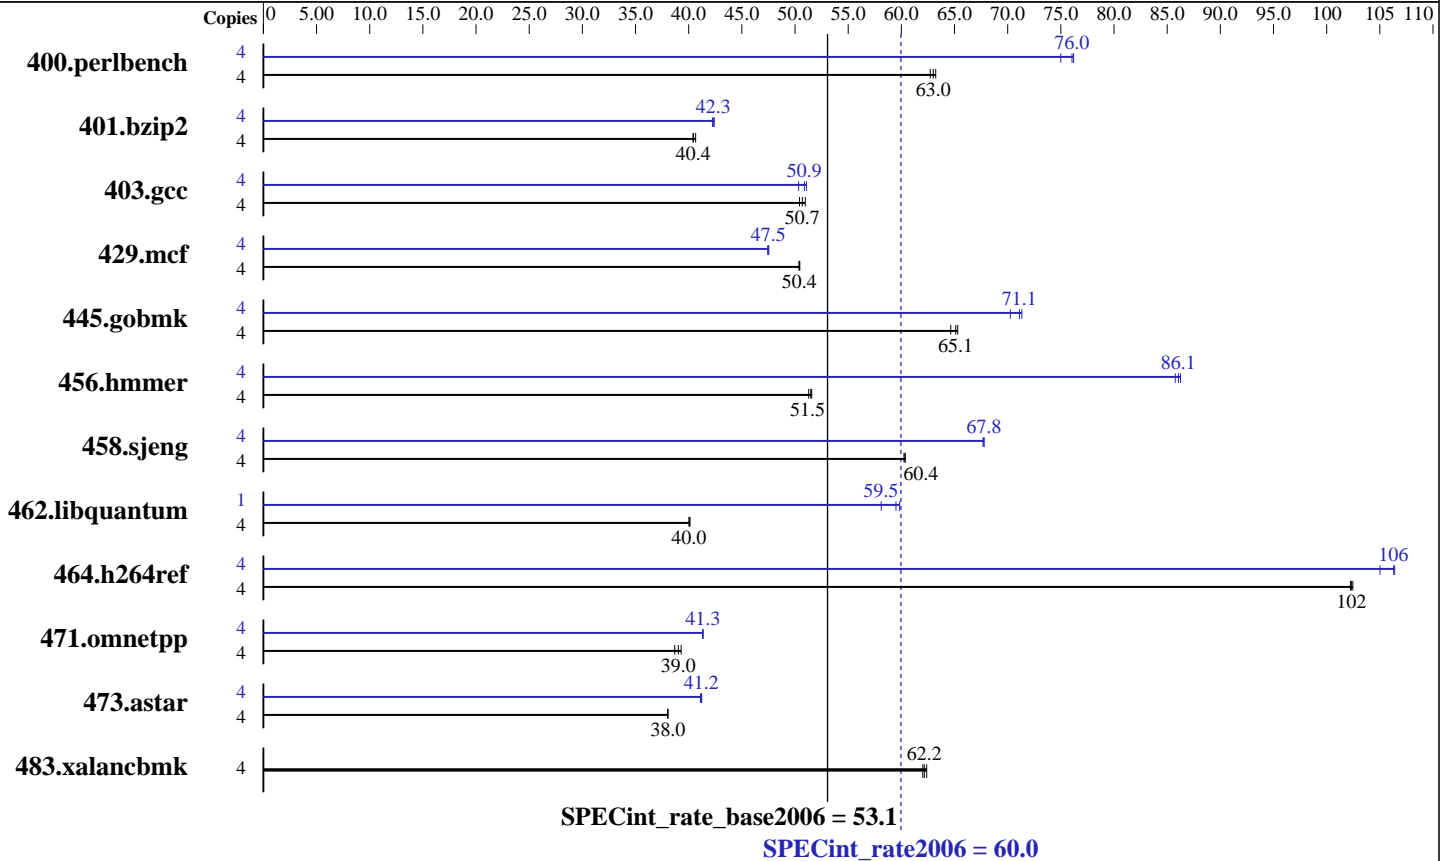 Copies 0 5.00 10.0 15.0 20.0 25.0 30.0 35.0 40.0 45.0 50.0 55.0 60.0 65.0 70.0 75.0 80.0 85.0 90.0 95.0 100 105 110
400.perlbench 4 76.0
4 63.0
401.bzip2 4 42.3
4 40.4
403.gcc 4 50.9
4 50.7
429.mcf 4 47.5
4 50.4
445.gobmk 4 71.1
4 65.1
456.hmmer 4 86.1
4 51.5
458.sjeng 4 67.8
4 60.4
462.libquantum 1 59.5
4 40.0
464.h264ref 4 106
4 102
471.omnetpp 4 41.3
4 39.0
473.astar 4 41.2
4 38.0
483.xalancbmk 4 62.2
SPECint_rate_base2006 = 53.1
SPECint_rate2006 = 60.0